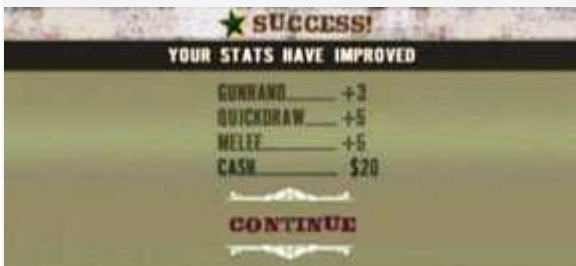 SUCCESS!
YOUR STATS HAVE IMPROVED
GUNHAND +3
QUICKDRAW +5
MELEE +5
CASH $20
CONTINUE